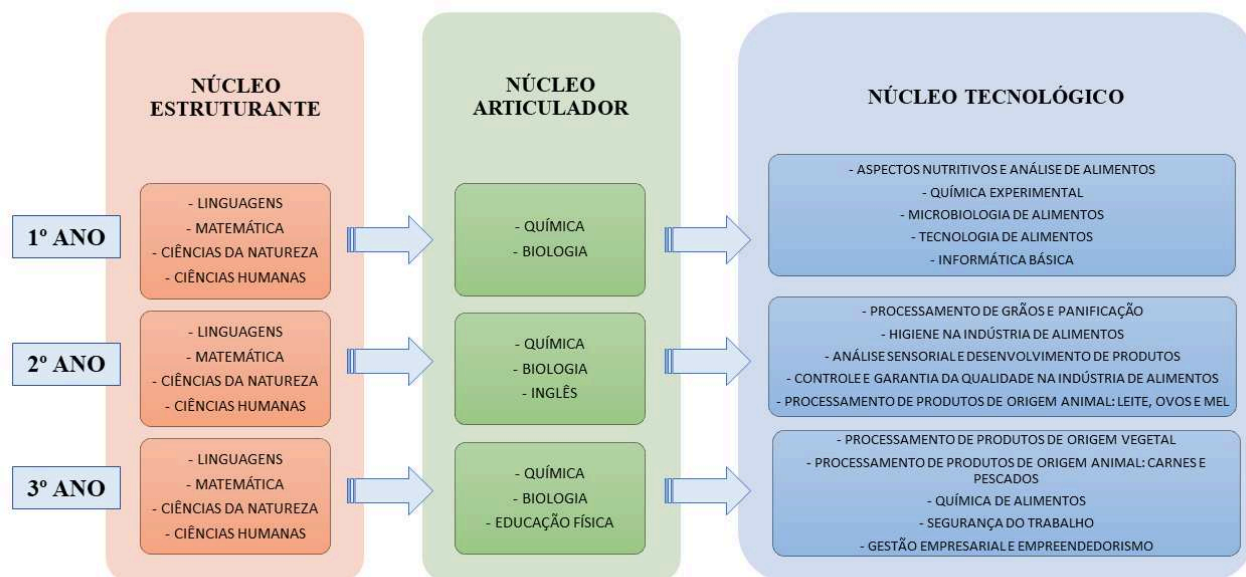 NÚCLEO
ESTRUTURANTE
NÚCLEO
ARTICULADOR
NÚCLEO TECNOLÓGICO
1º ANO
- LINGUAGENS
- MATEMÁTICA
- CIÊNCIAS DA NATUREZA
- CIÊNCIAS HUMANAS
- QUÍMICA
- BIOLOGIA
- ASPECTOS NUTRITIVOS E ANÁLISE DE ALIMENTOS
- QUÍMICA EXPERIMENTAL
- MICROBIOLOGIA DE ALIMENTOS
- TECNOLOGIA DE ALIMENTOS
- INFORMÁTICA BÁSICA
2º ANO
- LINGUAGENS
- MATEMÁTICA
- CIÊNCIAS DA NATUREZA
- CIÊNCIAS HUMANAS
- QUÍMICA
- BIOLOGIA
- INGLÊS
- PROCESSAMENTO DE GRÃOS E PANIFICAÇÃO
- HIGIENE NA INDÚSTRIA DE ALIMENTOS
- ANÁLISE SENSORIAL E DESENVOLVIMENTO DE PRODUTOS
- CONTROLE E GARANTIA DA QUALIDADE NA INDÚSTRIA DE ALIMENTOS
- PROCESSAMENTO DE PRODUTOS DE ORIGEM ANIMAL: LEITE, OVOS E MEL
3º ANO
- LINGUAGENS
- MATEMÁTICA
- CIÊNCIAS DA NATUREZA
- CIÊNCIAS HUMANAS
- QUÍMICA
- BIOLOGIA
- EDUCAÇÃO FÍSICA
- PROCESSAMENTO DE PRODUTOS DE ORIGEM VEGETAL
- PROCESSAMENTO DE PRODUTOS DE ORIGEM ANIMAL: CARNES E
PESCADOS
- QUÍMICA DE ALIMENTOS
- SEGURANÇA DO TRABALHO
- GESTÃO EMPRESARIAL E EMPREENDEDORISMO